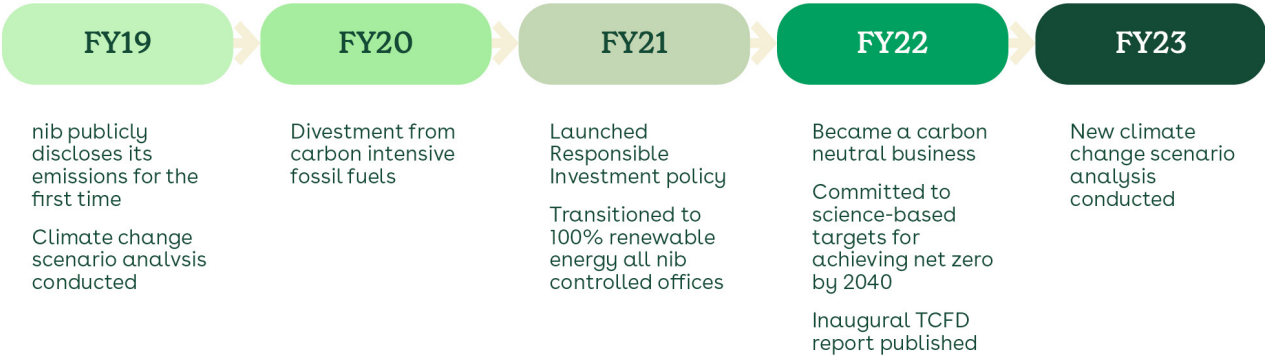 FY19
nib publicly
discloses its
emissions for the
first time
Climate change
scenario analysis
conducted
FY20
Divestment from
carbon intensive
fossil fuels
FY21
Launched
Responsible
Investment policy
Transitioned to
100% renewable
energy all nib
controlled offices
FY22
Became a carbon
neutral business
Committed to
science-based
targets for
achieving net zero
by 2040
Inaugural TCFD
report published
FY23
New climate
change scenario
analysis
conducted